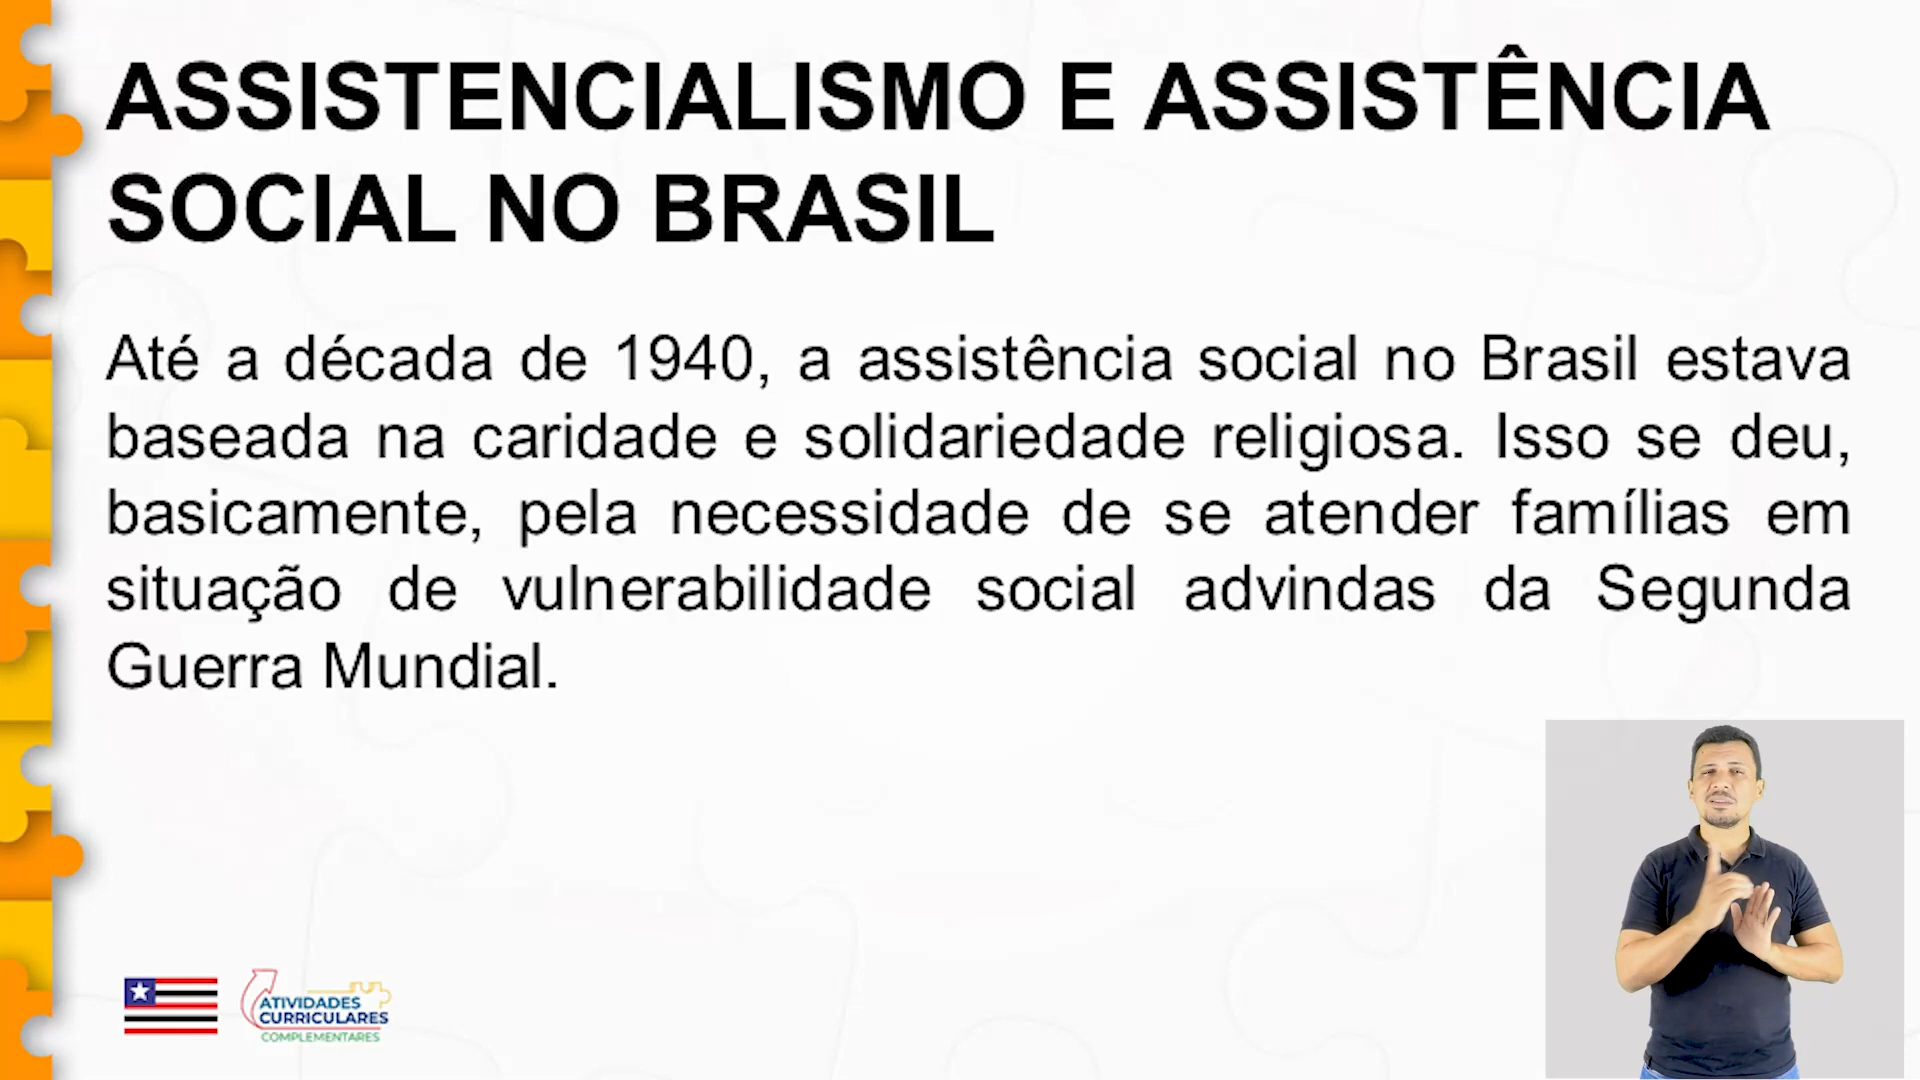 ASSISTENCIALISMO E ASSISTÊNCIA
SOCIAL NO BRASIL
Até a década de 1940, a assistência social no Brasil estava
baseada na caridade e solidariedade religiosa. Isso se deu,
basicamente, pela necessidade de se atender famílias em
situação de vulnerabilidade social advindas da Segunda
Guerra Mundial.
ATIVIDADES
CURRICULARES
COMPLEMENTARES